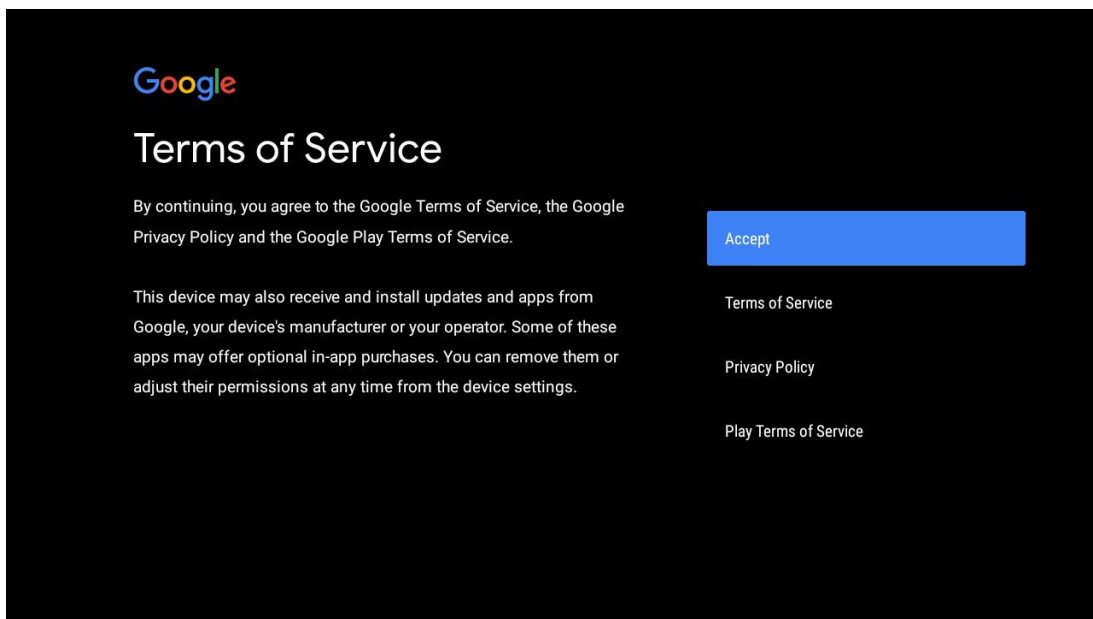 Google
Terms of Service
By continuing, you agree to the Google Terms of Service, the Google
Privacy Policy and the Google Play Terms of Service.
This device may also receive and install updates and apps from
Google, your device's manufacturer or your operator. Some of these
apps may offer optional in-app purchases. You can remove them or
adjust their permissions at any time from the device settings.
Accept
Terms of Service
Privacy Policy
Play Terms of Service